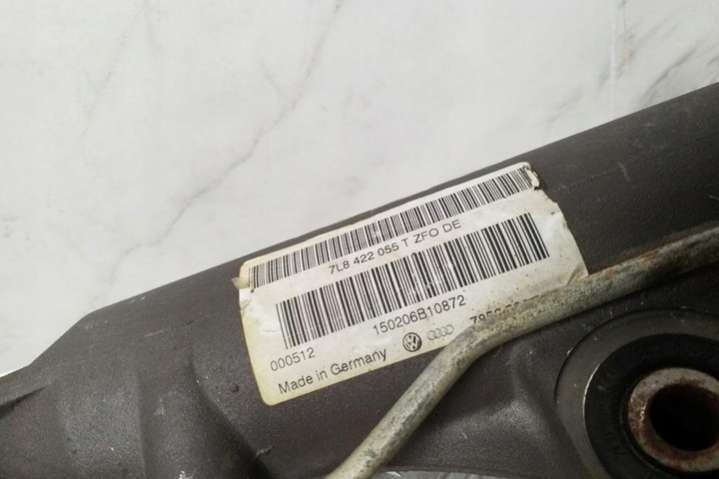 7L8 422 055 T ZFO DE
150206B10872
000512
Made in Germany